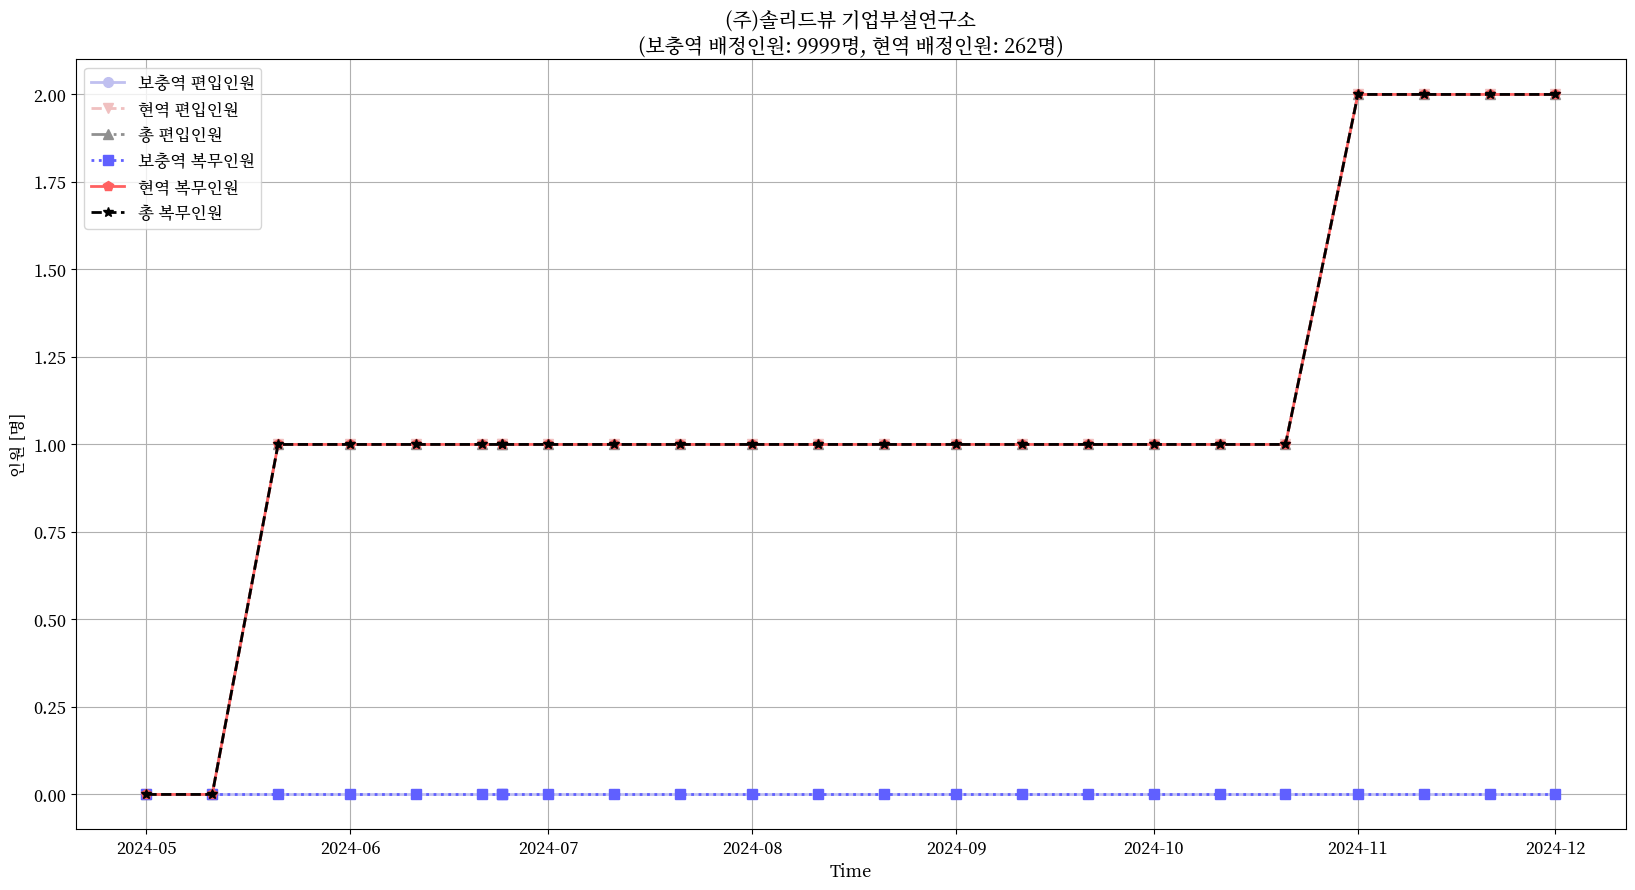 (주)솔리드뷰 기업부설연구소
(보충역 배정인원: 9999명, 현역 배정인원: 262명)
보충역 편입인원
현역 편입인원
총 편입인원
보충역 복무인원
현역 복무인원
총 복무인원
2.00
1.75
1.50
1.25
1.00
0.75
0.50
0.25
0.00
인원 [명]
2024-05 2024-06 2024-07 2024-08 2024-09 2024-10 2024-11 2024-12
Time